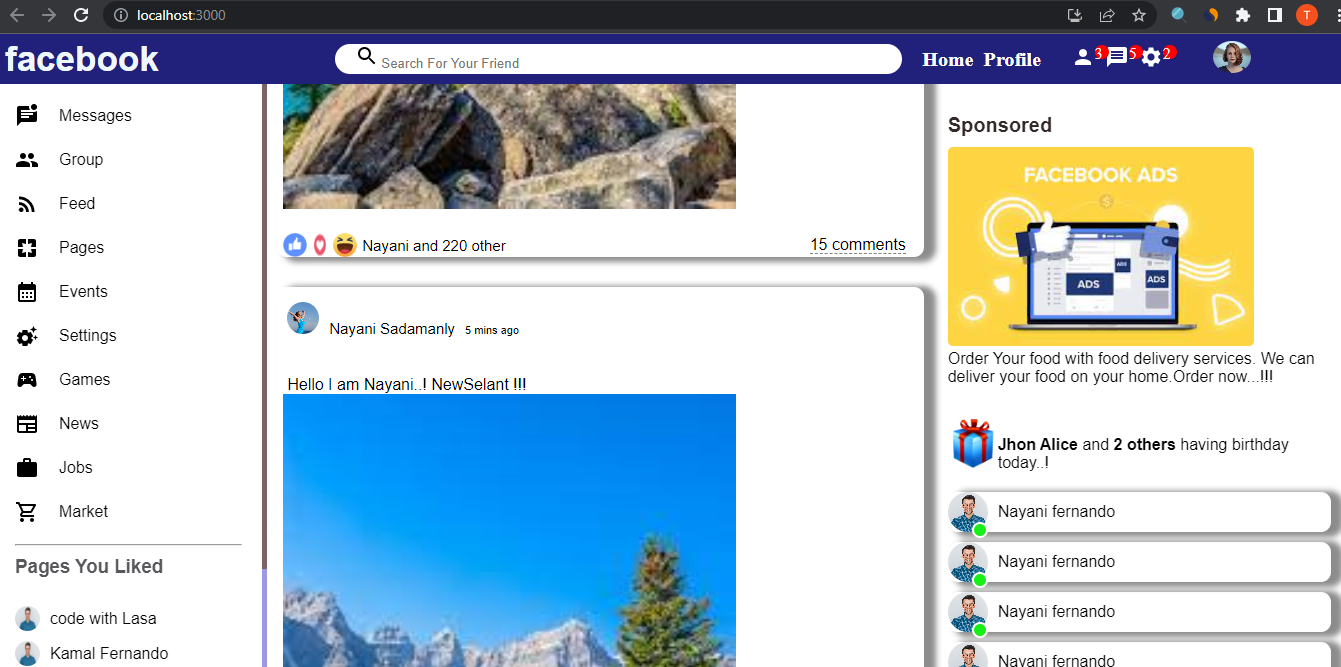 localhost:3000
T
facebook
Search For Your Friend
Home Profile
3
5
2
Messages
Group
Feed
Pages
Events
Settings
Games
News
Jobs
Market
Pages You Liked
code with Lasa
Kamal Fernando
Nayani and 220 other
15 comments
Nayani Sadamanly 5 mins ago
Hello I am Nayani..! NewSelant !!!
Sponsored
FACEBOOK ADS
$
ADS
ADS
ADS
Order Your food with food delivery services. We can
deliver your food on your home.Order now...!!!
Jhon Alice and 2 others having birthday
today..!
Nayani fernando
Nayani fernando
Nayani fernando
Nayani fernando